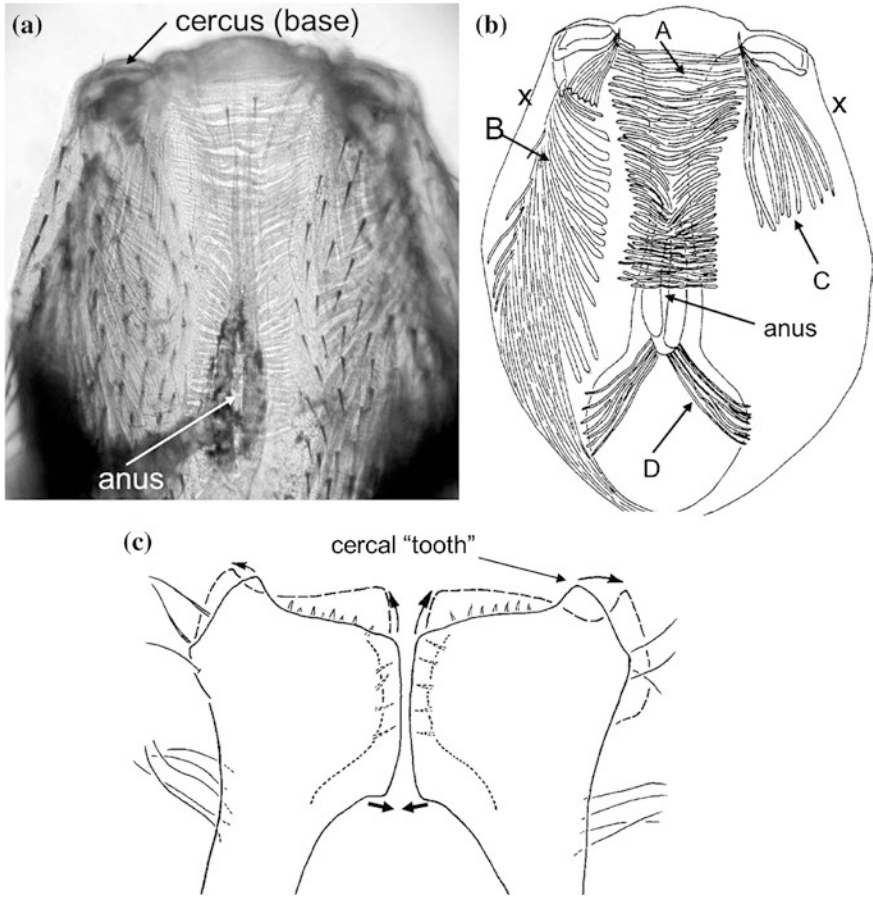 (a)
cercus (base)
anus
(b)
A
x
x
B
C
anus
D
(c)
cercal “tooth”